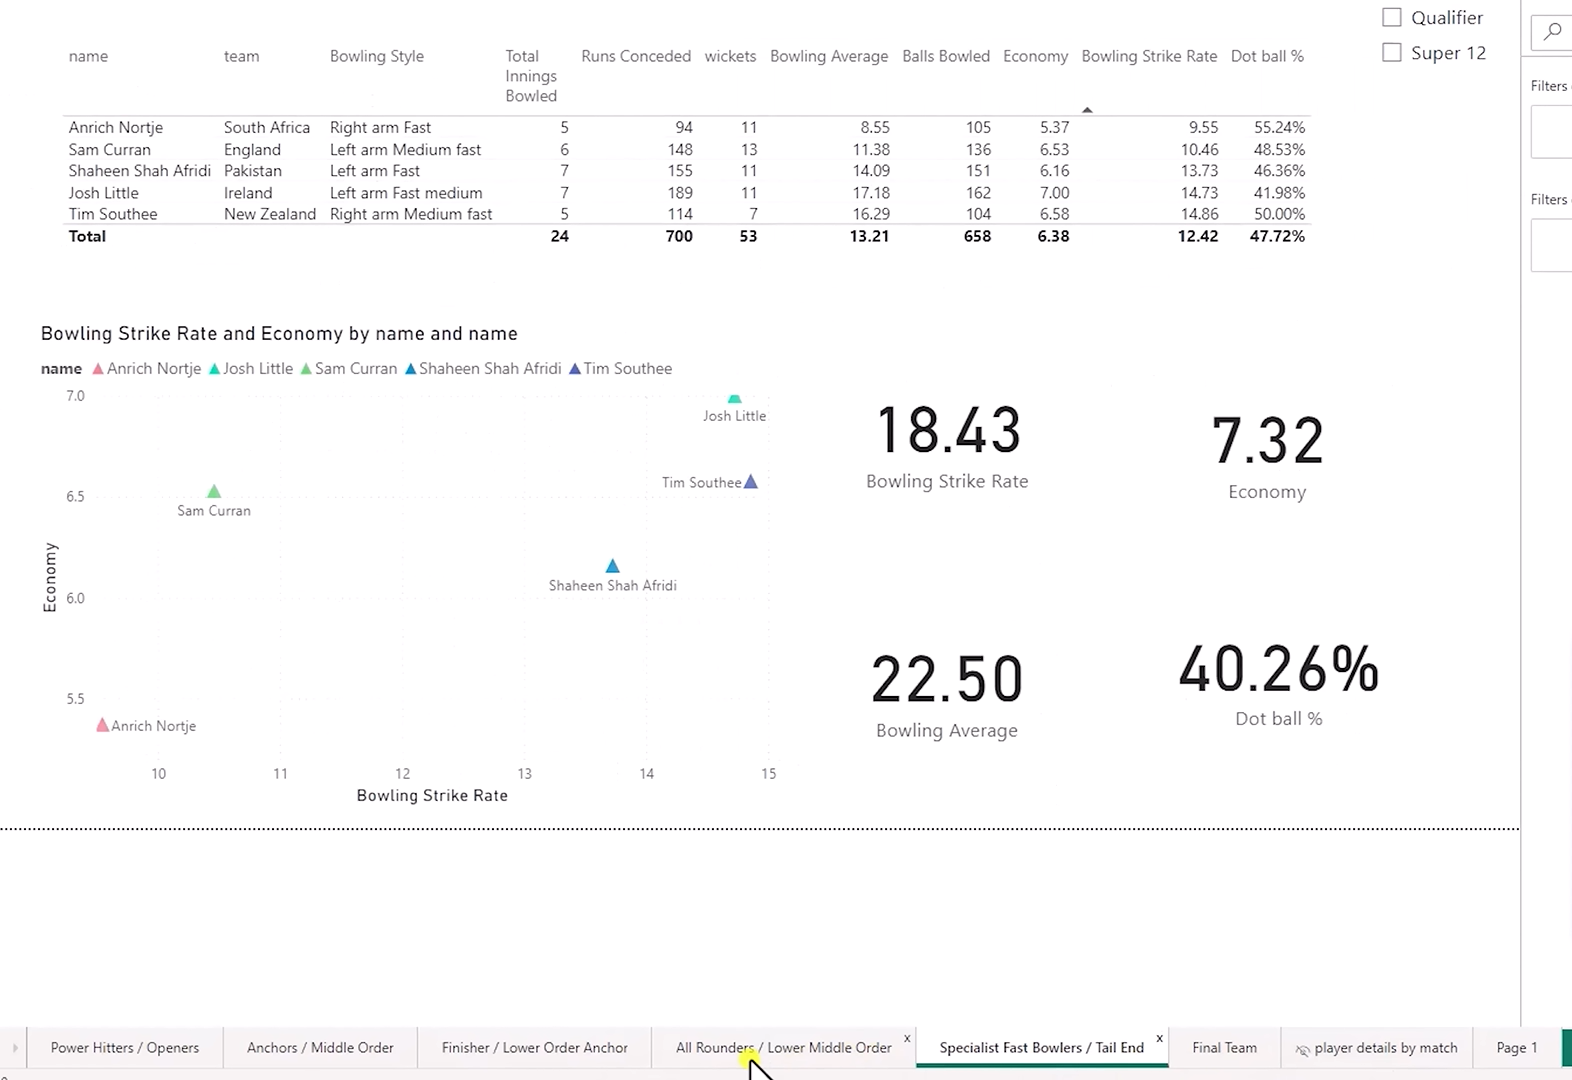 Qualifier
Super 12
Filters
Filters
name team Bowling Style Total Innings Bowled Runs Conceded wickets Bowling Average Balls Bowled Economy Bowling Strike Rate Dot ball %
Anrich Nortje South Africa Right arm Fast 5 94 11 8.55 105 5.37 9.55 55.24%
Sam Curran England Left arm Medium fast 6 148 13 11.38 136 6.53 10.46 48.53%
Shaheen Shah Afridi Pakistan Left arm Fast 7 155 11 14.09 151 6.16 13.73 46.36%
Josh Little Ireland Left arm Fast medium 7 189 11 17.18 162 7.00 14.73 41.98%
Tim Southee New Zealand Right arm Medium fast 5 114 7 16.29 104 6.58 14.86 50.00%
Total 24 700 53 13.21 658 6.38 12.42 47.72%
Bowling Strike Rate and Economy by name and name
name Anrich Nortje Josh Little Sam Curran Shaheen Shah Afridi Tim Southee
7.0
Josh Little
Tim Southee
6.5
Sam Curran
Shaheen Shah Afridi
6.0
5.5
Anrich Nortje
Economy
10 11 12 13 14 15
Bowling Strike Rate
18.43
Bowling Strike Rate
7.32
Economy
22.50
Bowling Average
40.26%
Dot ball %
Power Hitters / Openers Anchors / Middle Order Finisher / Lower Order Anchor All Rounders / Lower Middle Order x Specialist Fast Bowlers / Tail End x Final Team player details by match Page 1